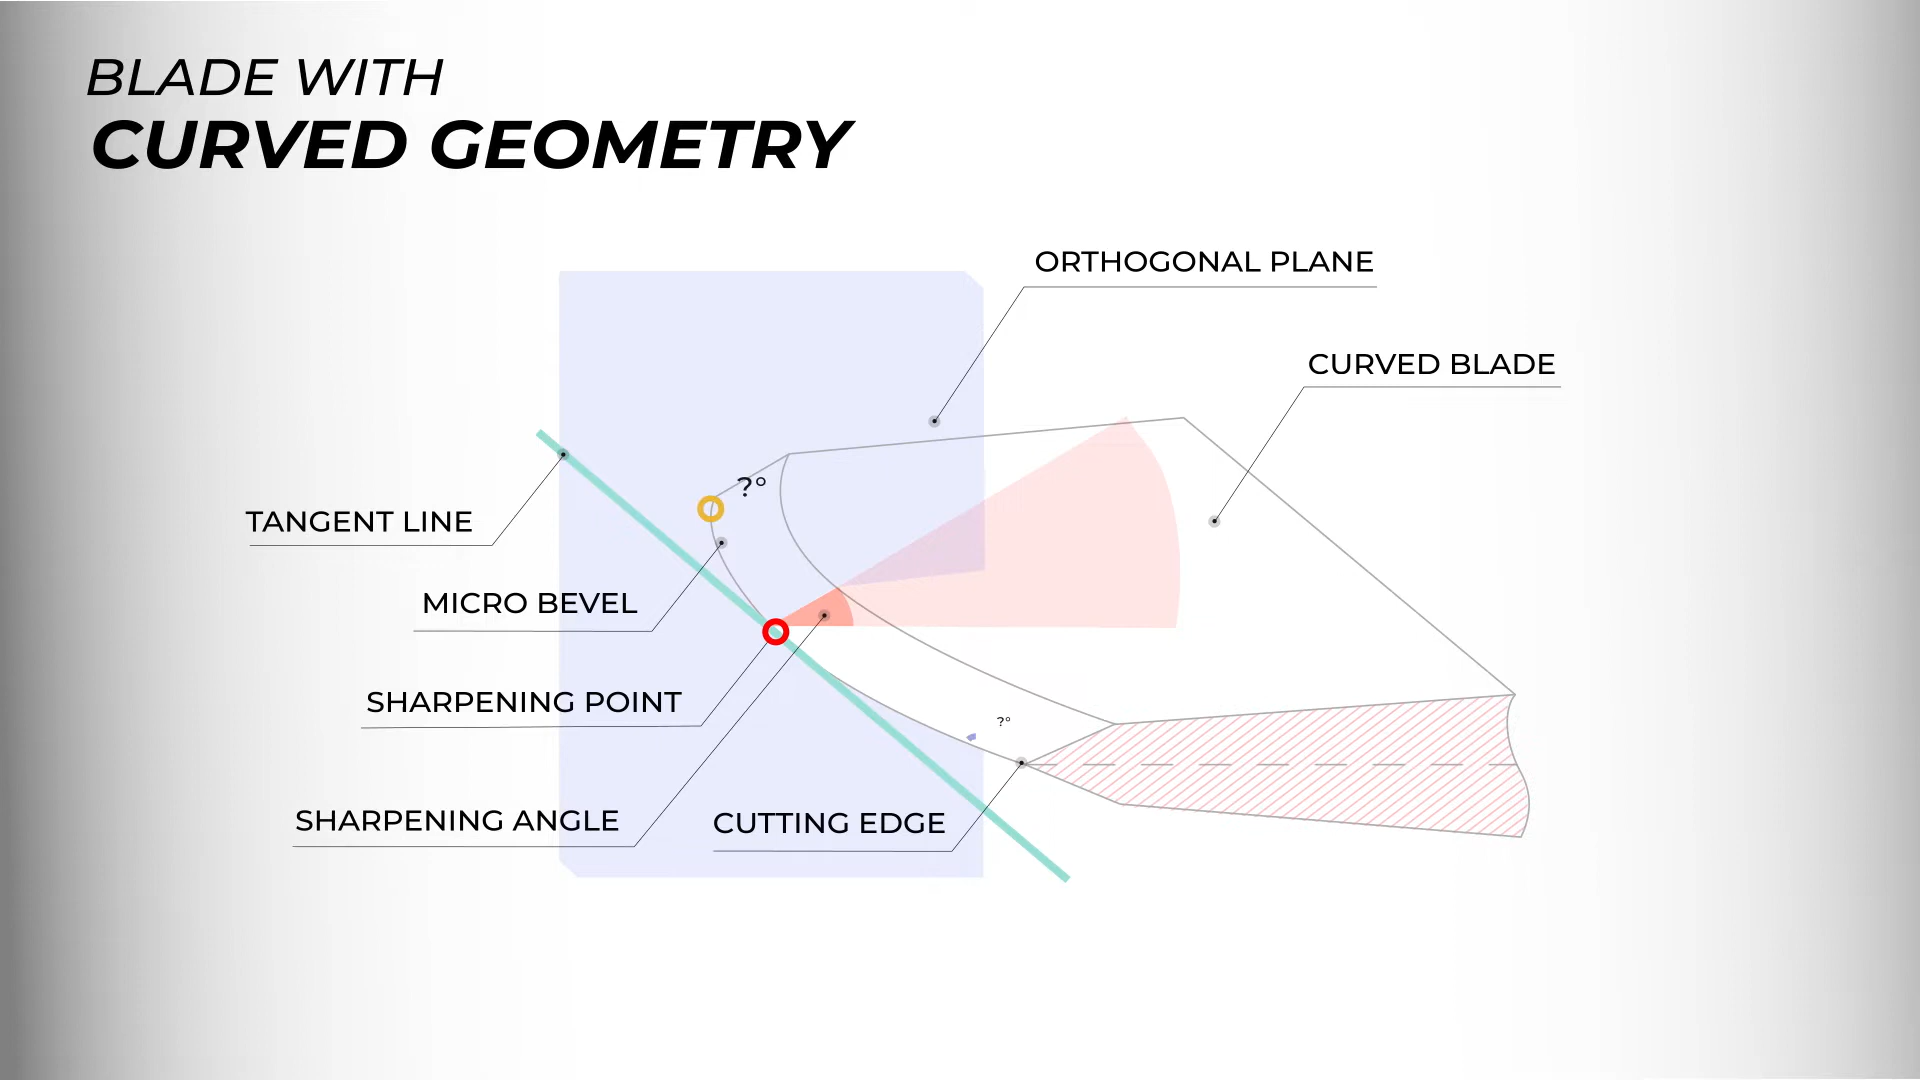 BLADE WITH
CURVED GEOMETRY
ORTHOGONAL PLANE
CURVED BLADE
?°
TANGENT LINE
MICRO BEVEL
SHARPENING POINT
?°
SHARPENING ANGLE
CUTTING EDGE